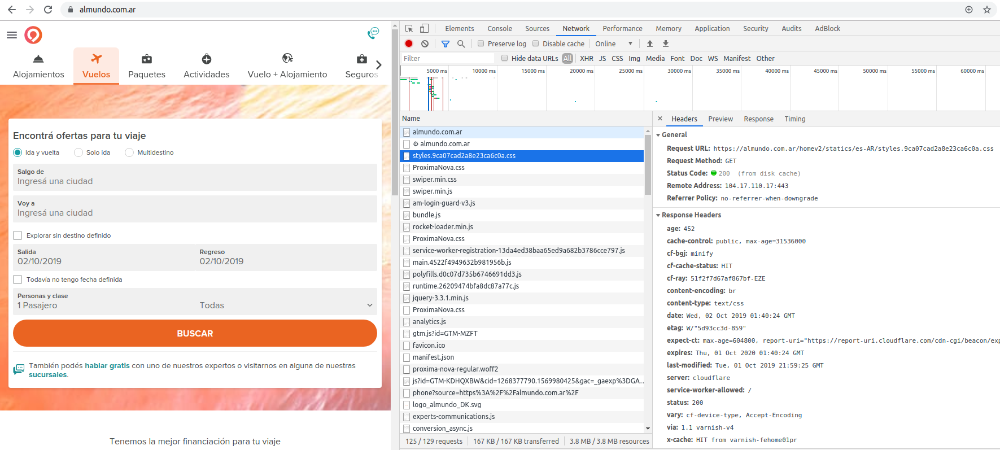 almundo.com.ar
Alojamientos
Vuelos
Paquetes
Actividades
Vuelo + Alojamiento
Seguros
Encontrá ofertas para tu viaje
Ida y vuelta
Solo ida
Multidestino
Salgo de
Ingresá una ciudad
Voy a
Ingresá una ciudad
Explorar sin destino definido
Salida
Regreso
02/10/2019
02/10/2019
Todavía no tengo fecha definida
Personas y clase
1 Pasajero
Todas
BUSCAR
También podés hablar gratis con uno de nuestros expertos o visitarnos en alguna de nuestras
sucursales.
Tenemos la mejor financiación para tu viaje
Elements Console Sources Network Performance Memory Application Security Audits AdBlock
Preserve log Disable cache Online
Filter Hide data URLs All XHR JS CSS Img Media Font Doc WS Manifest Other
5000 ms 10000 ms 15000 ms 20000 ms 25000 ms 30000 ms 35000 ms 40000 ms 45000 ms 50000 ms 55000 ms 60000 ms
Name
almundo.com.ar
almundo.com.ar
styles.9ca07cad2a8e23ca6c0a.css
ProximaNova.css
swiper.min.css
swiper.min.js
am-login-guard-v3.js
bundle.js
rocket-loader.min.js
ProximaNova.css
service-worker-registration-13da4ed38baa65ed9a682b3786cce797.js
main.4522f4949632b981956b.js
polyfills.d0c07d735b6746691dd3.js
runtime.26209474bfa8dc87a77c.js
jquery-3.3.1.min.js
ProximaNova.css
analytics.js
gtm.js?id=GTM-MZFT
favicon.ico
manifest.json
proxima-nova-regular.woff2
js?id=GTM-KDHQXBW&cid=1268377790.1569980425&gac=_gaexp%3DGA...
phone?source=https%3A%2F%2Falmundo.com.ar%2F
logo_almundo_DK.svg
experts-communications.js
conversion_async.js
125 / 129 requests 167 KB / 167 KB transferred 3.8 MB / 3.8 MB resources
Headers Preview Response Timing
General
Request URL: https://almundo.com.ar/homev2/statics/es-AR/styles.9ca07cad2a8e23ca6c0a.css
Request Method: GET
Status Code: 200 (from disk cache)
Remote Address: 104.17.110.17:443
Referrer Policy: no-referrer-when-downgrade
Response Headers
age: 452
cache-control: public, max-age=31536000
cf-bgj: minify
cf-cache-status: HIT
cf-ray: 51f2f7d67af867bf-EZE
content-encoding: br
content-type: text/css
date: Wed, 02 Oct 2019 01:40:24 GMT
etag: W/"5d93cc3d-859"
expect-ct: max-age=604800, report-uri="https://report-uri.cloudflare.com/cdn-cgi/beacon/exp
expires: Thu, 01 Oct 2020 01:40:24 GMT
last-modified: Tue, 01 Oct 2019 21:59:25 GMT
server: cloudflare
service-worker-allowed: /
status: 200
vary: cf-device-type, Accept-Encoding
via: 1.1 varnish-v4
x-cache: HIT from varnish-fehome01pr